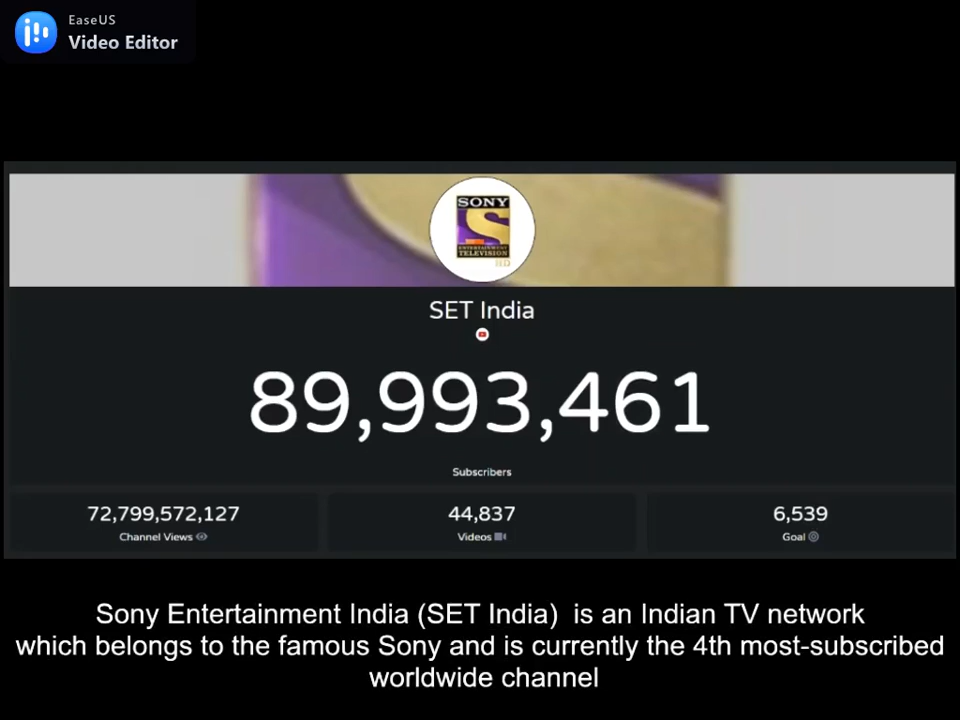 EaseUS
Video Editor
SONY
ENTERTAINMENT
TELEVISION
HD
SET India
89,993,461
Subscribers
72,799,572,127
44,837
6,539
Channel Views
Videos
Goal
Sony Entertainment India (SET India)  is an Indian TV network
which belongs to the famous Sony and is currently the 4th most-subscribed
worldwide channel